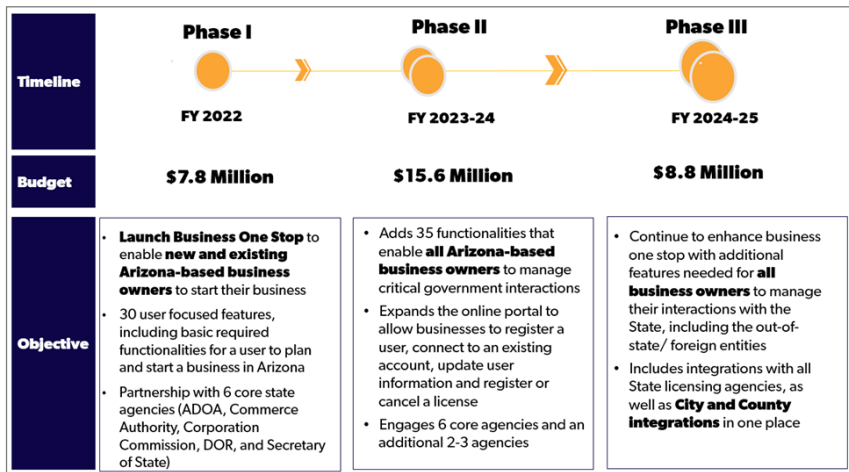 Phase I
Phase II
Phase III
Timeline
FY 2022
FY 2023-24
FY 2024-25
Budget
$7.8 Million
$15.6 Million
$8.8 Million
Objective
• Launch Business One Stop to
enable new and existing
Arizona-based business
owners to start their business
• 30 user focused features,
including basic required
functionalities for a user to plan
and start a business in Arizona
• Partnership with 6 core state
agencies (ADOA, Commerce
Authority, Corporation
Commission, DOR, and Secretary
of State)
• Adds 35 functionalities that
enable all Arizona-based
business owners to manage
critical government interactions
• Expands the online portal to
allow businesses to register a
user, connect to an existing
account, update user
information and register or
cancel a license
• Engages 6 core agencies and an
additional 2-3 agencies
• Continue to enhance business
one stop with additional
features needed for all
business owners to manage
their interactions with the
State, including the out-of-
state/ foreign entities
• Includes integrations with all
State licensing agencies, as
well as City and County
integrations in one place